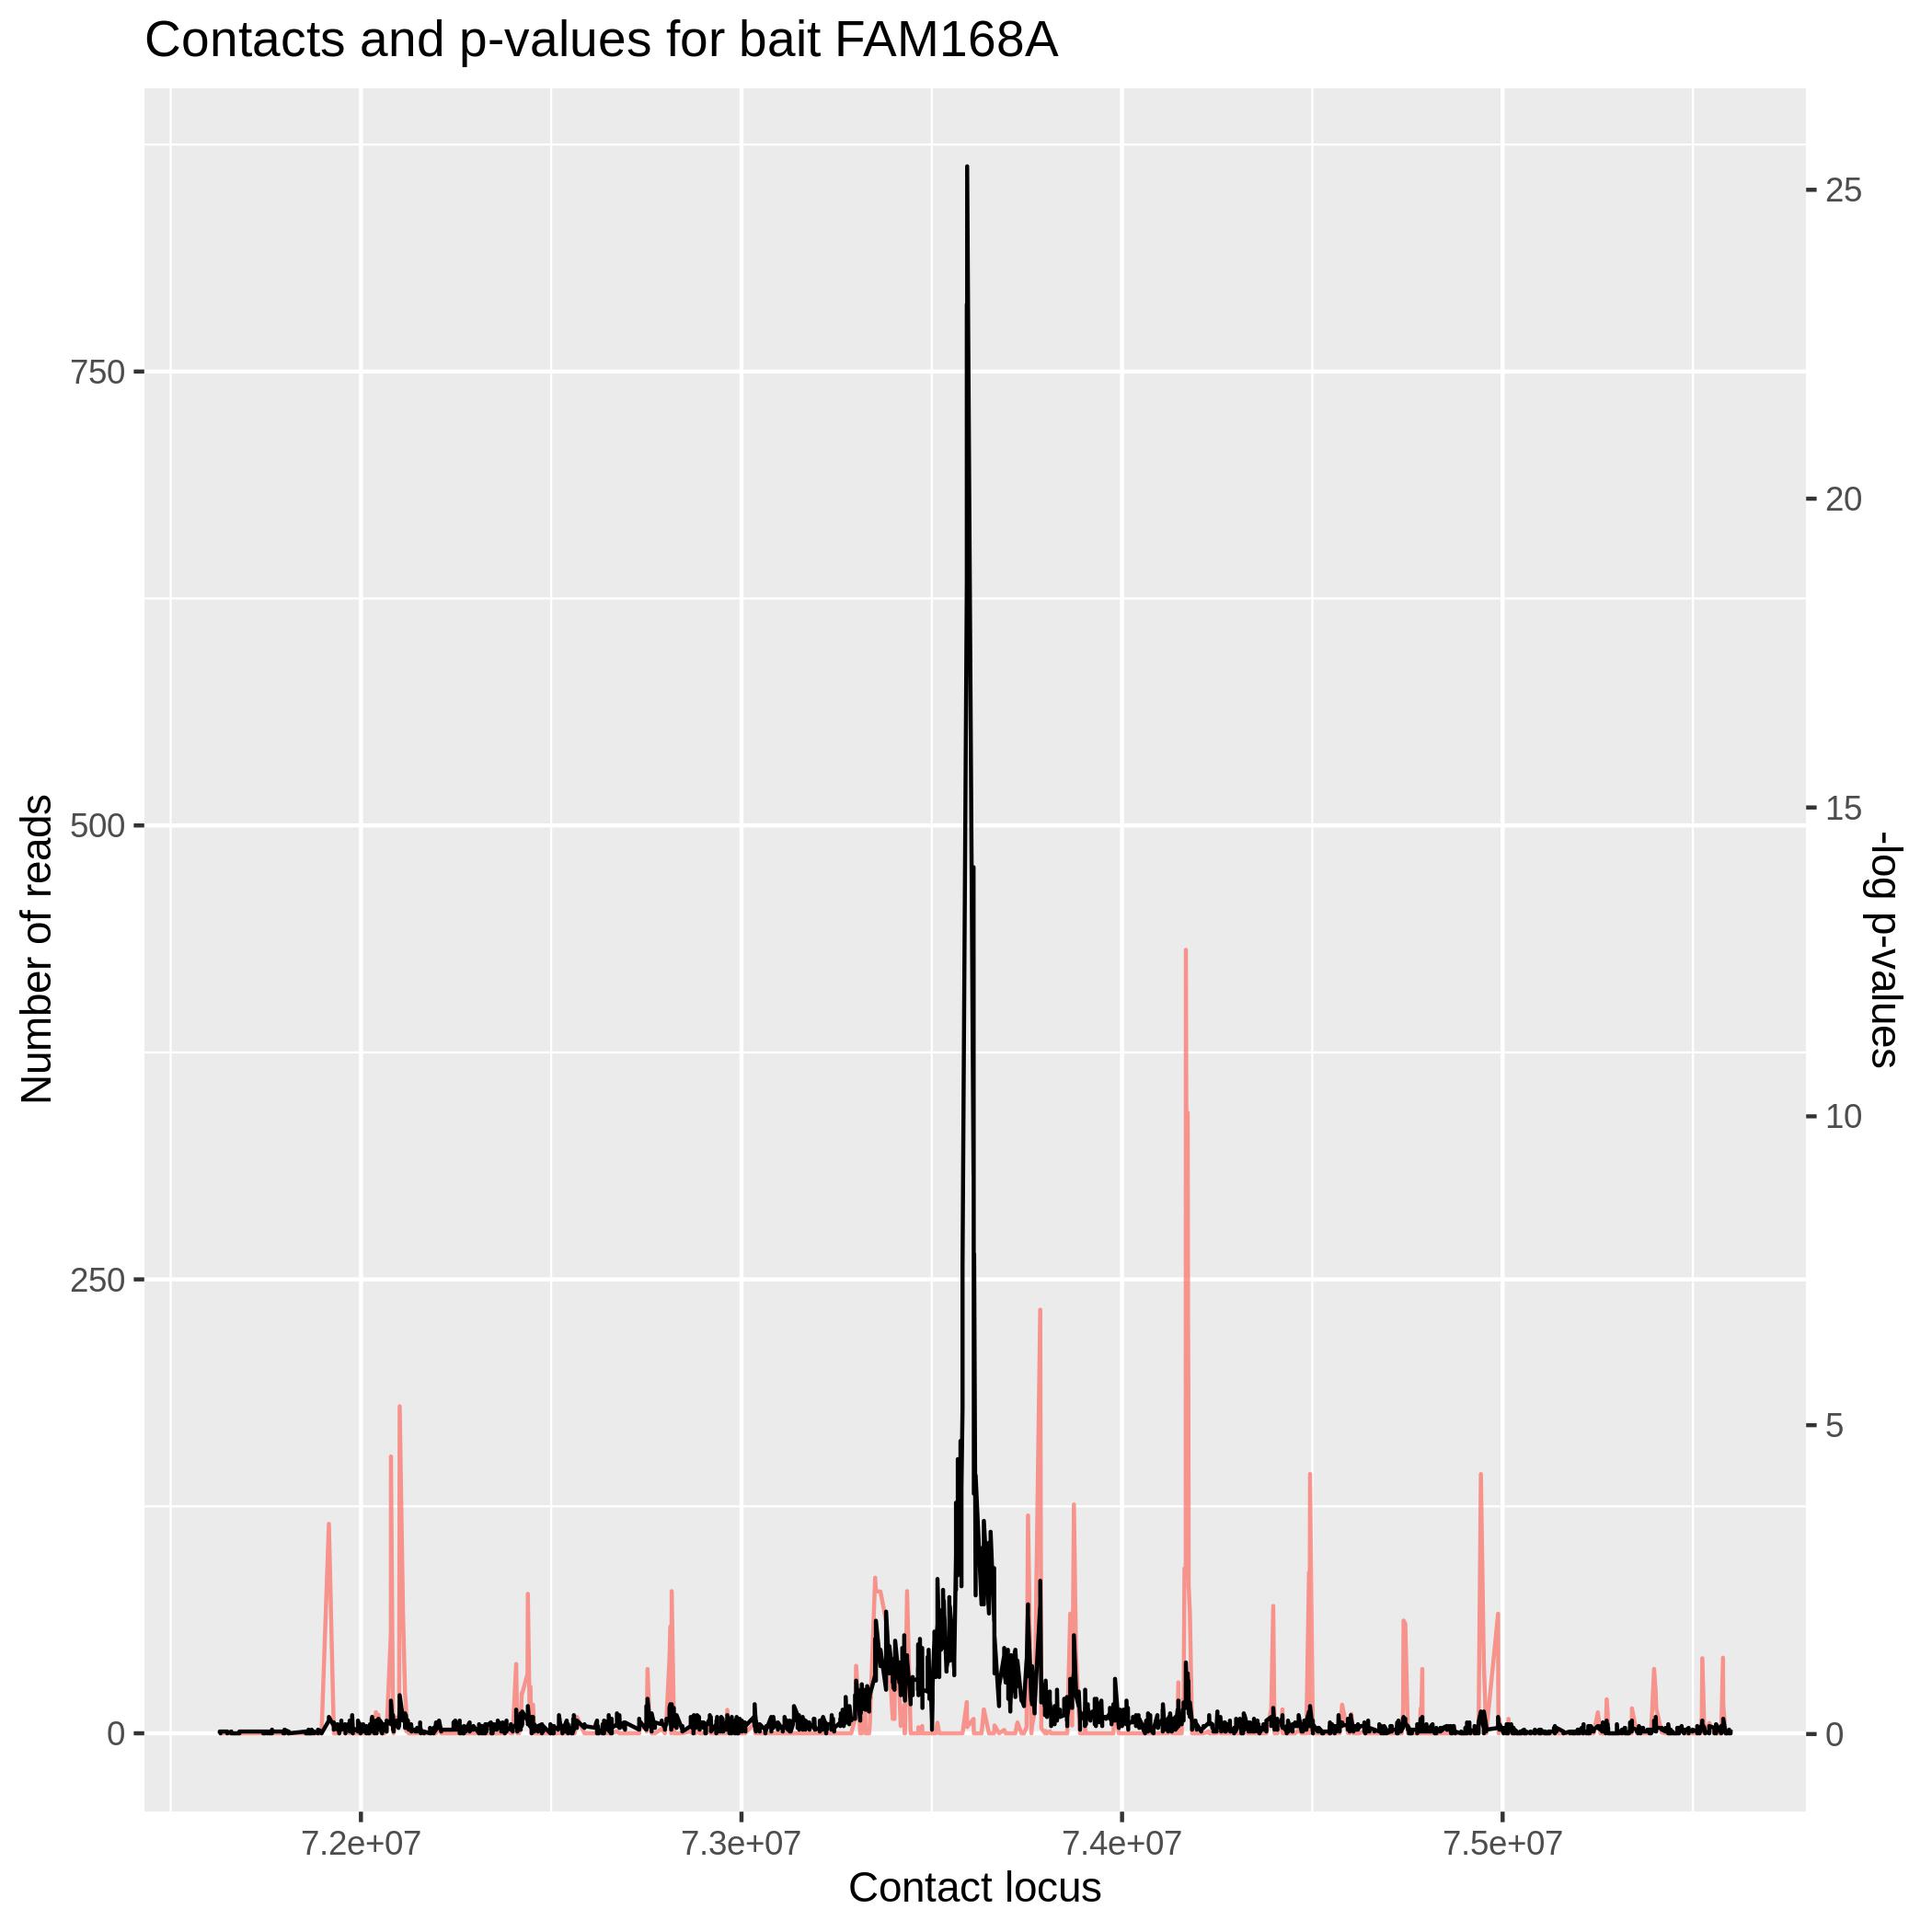 Contacts and p-values for bait FAM168A
750
500
250
0
Number of reads
25
20
15
10
5
0
-log p-values
7.2e+07
7.3e+07
7.4e+07
7.5e+07
Contact locus